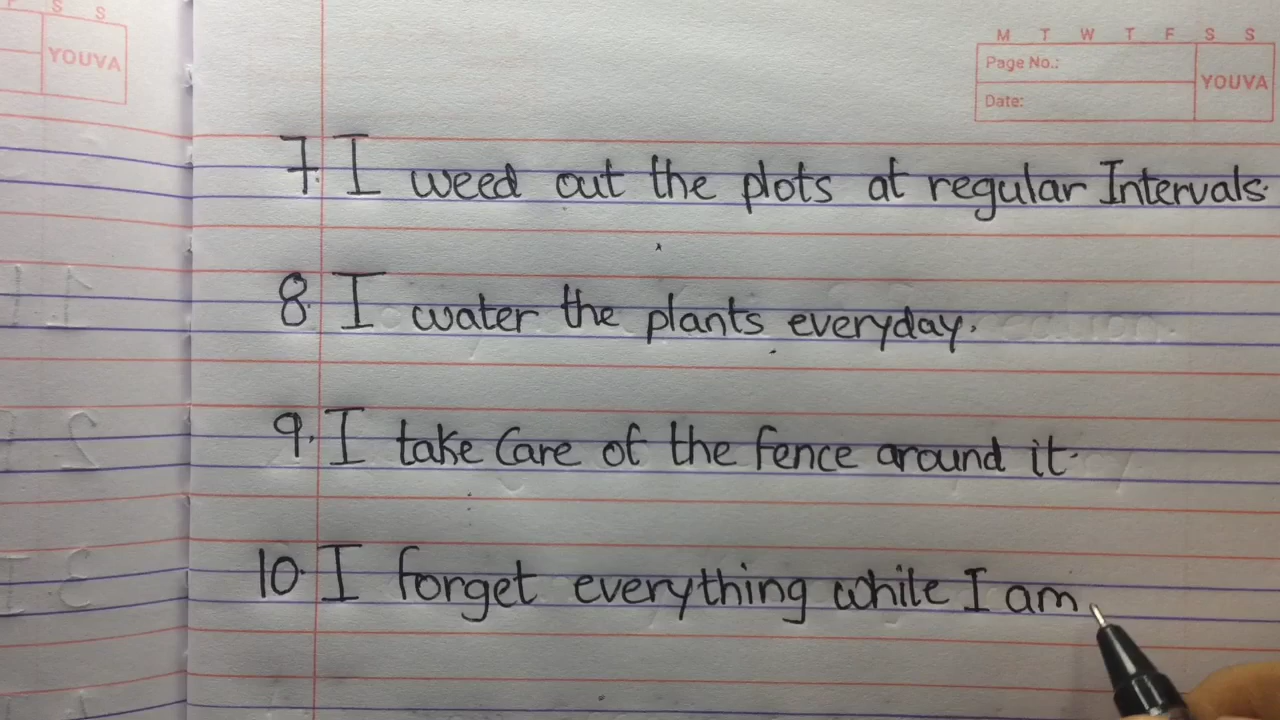 S S
YOUVA
M T W T F S S
Page No.:
YOUVA
Date:
7. I weed out the plots at regular Intervals.
8. I water the plants everyday.
9. I take Care of the fence around it.
10. I forget everything while I am